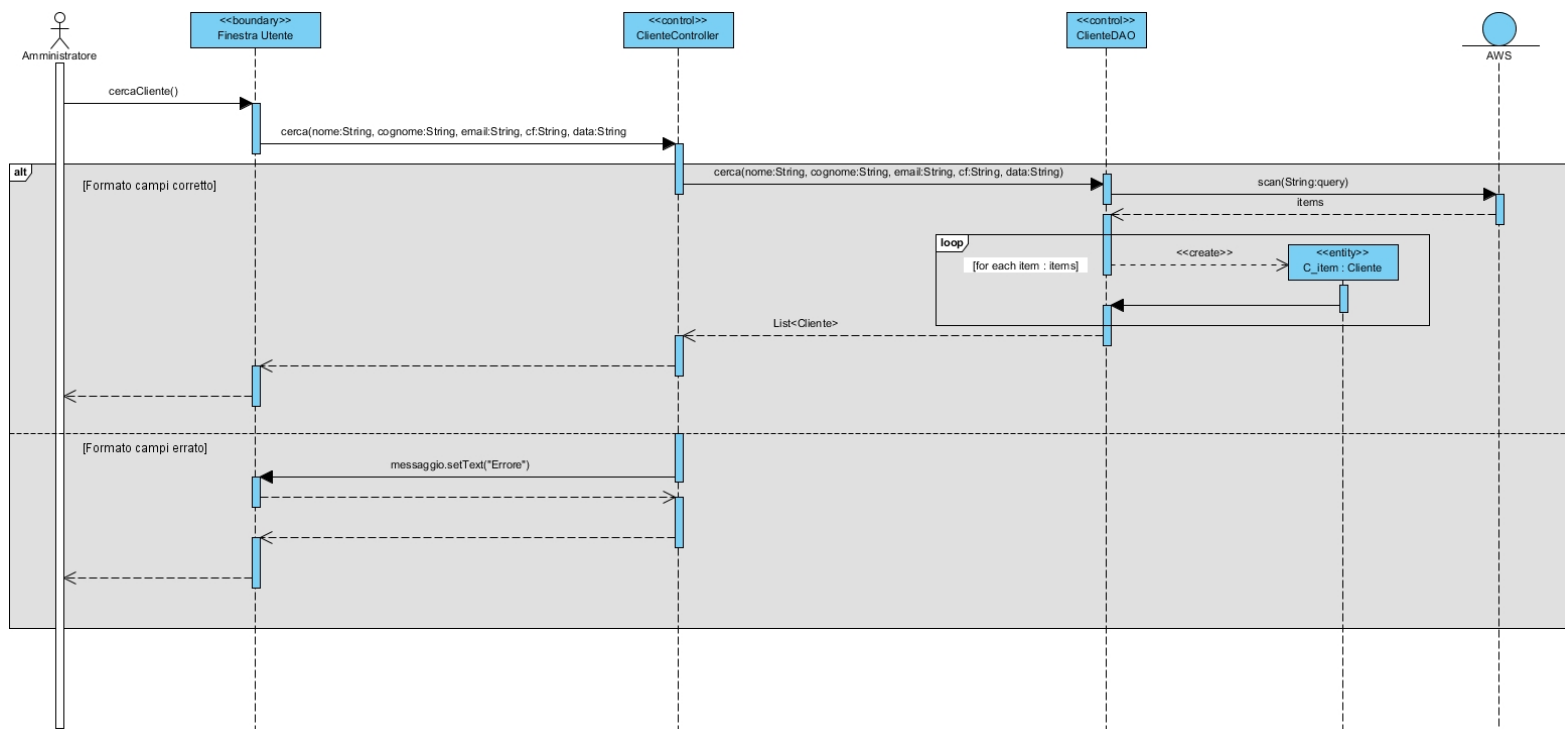 <<boundary>>
Finestra Utente
<<control>>
ClienteController
<<control>>
ClienteDAO
Amministratore
AWS
cercaCliente()
cerca(nome:String, cognome:String, email:String, cf:String, data:String
alt
[Formato campi corretto]
cerca(nome:String, cognome:String, email:String, cf:String, data:String)
scan(String:query)
items
loop
[for each item : items]
<<create>>
<<entity>>
C_item : Cliente
List<Cliente>
[Formato campi errato]
messaggio.setText("Errore")